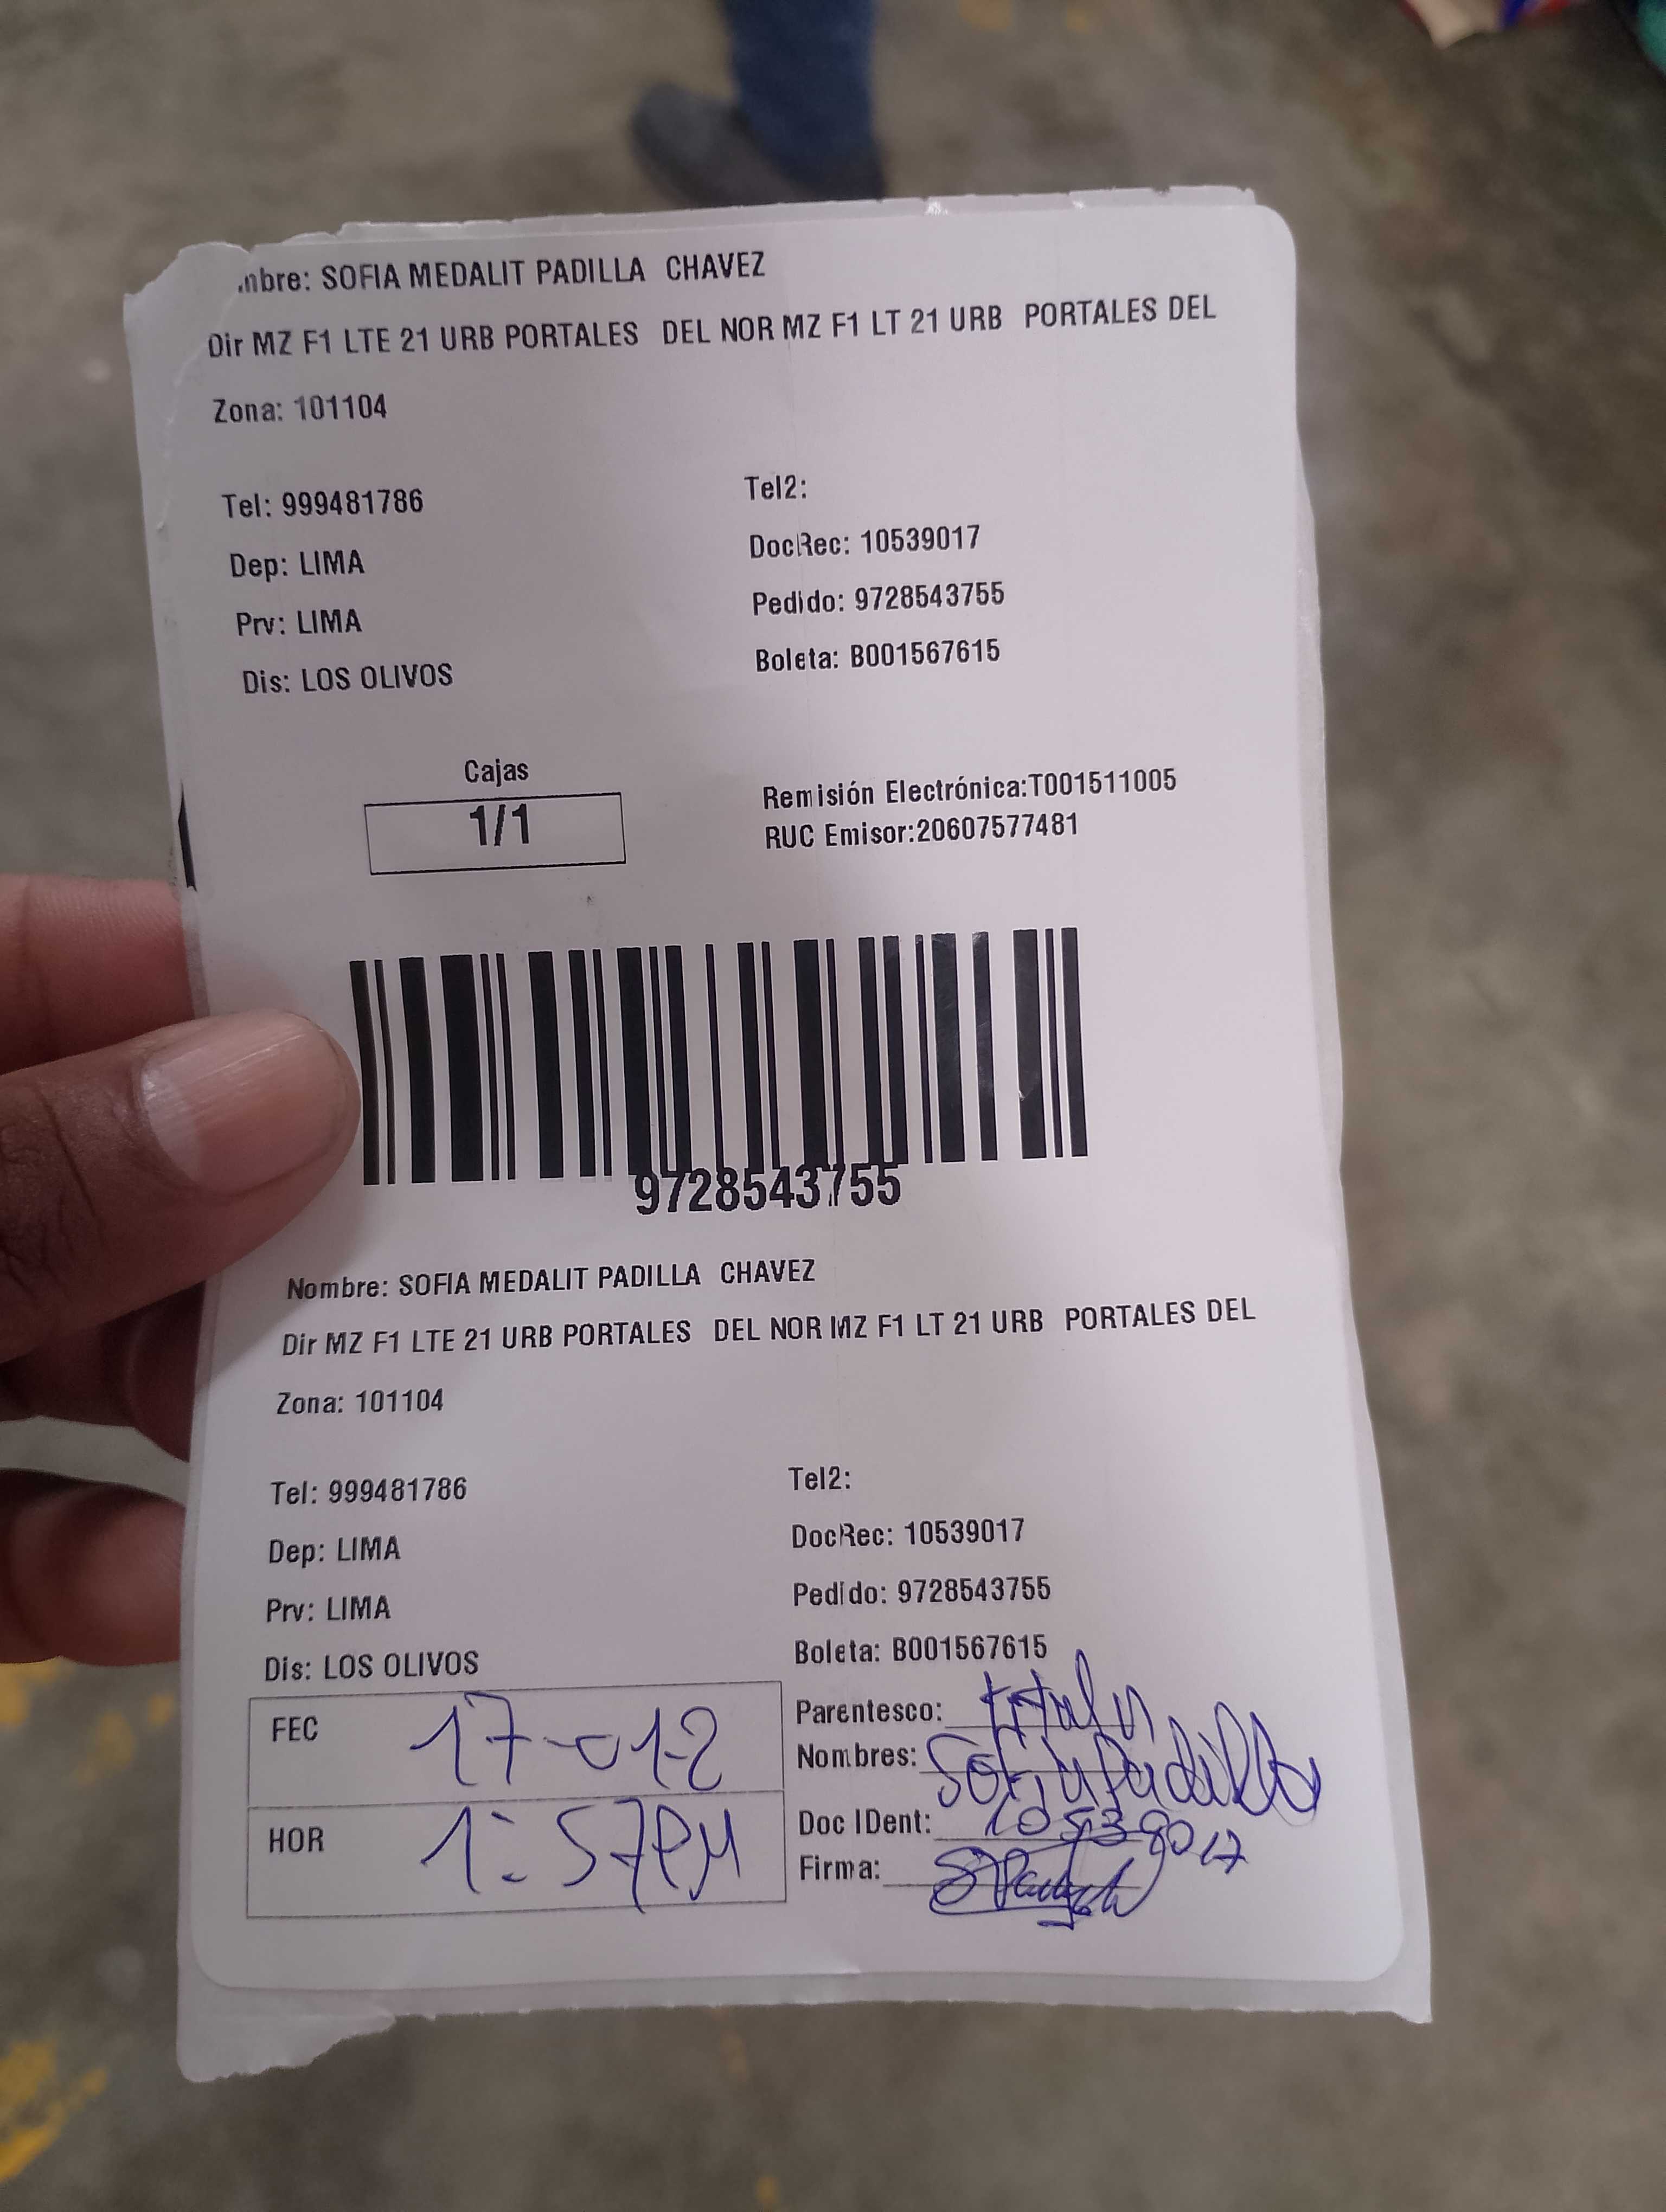 mbre: SOFIA MEDALIT PADILLA CHAVEZ
Dir MZ F1 LTE 21 URB PORTALES DEL NOR MZ F1 LT 21 URB PORTALES DEL
Zona: 101104
Tel: 999481786
Tel2:
Dep: LIMA
DocRec: 10539017
Prv: LIMA
Pedido: 9728543755
Dis: LOS OLIVOS
Boleta: B001567615
Cajas
1/1
Remisión Electrónica:T001511005
RUC Emisor:20607577481
9728543755
Nombre: SOFIA MEDALIT PADILLA CHAVEZ
Dir MZ F1 LTE 21 URB PORTALES DEL NOR MZ F1 LT 21 URB PORTALES DEL
Zona: 101104
Tel: 999481786
Tel2:
Dep: LIMA
DocRec: 10539017
Prv: LIMA
Pedido: 9728543755
Dis: LOS OLIVOS
Boleta: B001567615
FEC 17-012
HOR 1:57PM
Parentesco:
Nombres: Sofia Padilla
Doc IDent: 10539017
Firma: